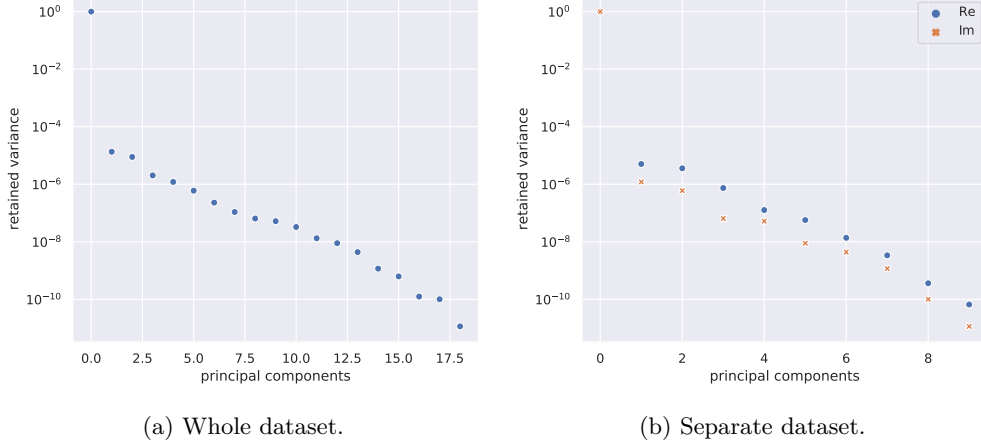 10^0
10^-2
10^-4
10^-6
10^-8
10^-10
retained variance
0.0 2.5 5.0 7.5 10.0 12.5 15.0 17.5
principal components
(a) Whole dataset.
Re
Im
10^0
10^-2
10^-4
10^-6
10^-8
10^-10
retained variance
0 2 4 6 8
principal components
(b) Separate dataset.